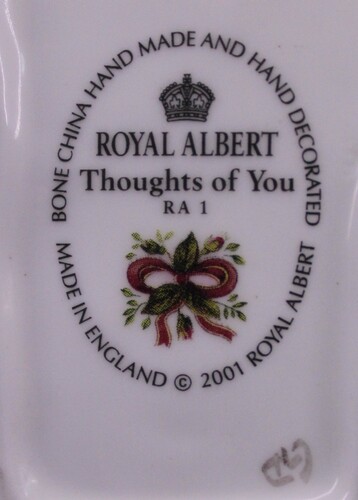 BONE CHINA HAND MADE AND HAND DECORATED
ROYAL ALBERT
Thoughts of You
RA 1
MADE IN ENGLAND © 2001 ROYAL ALBERT